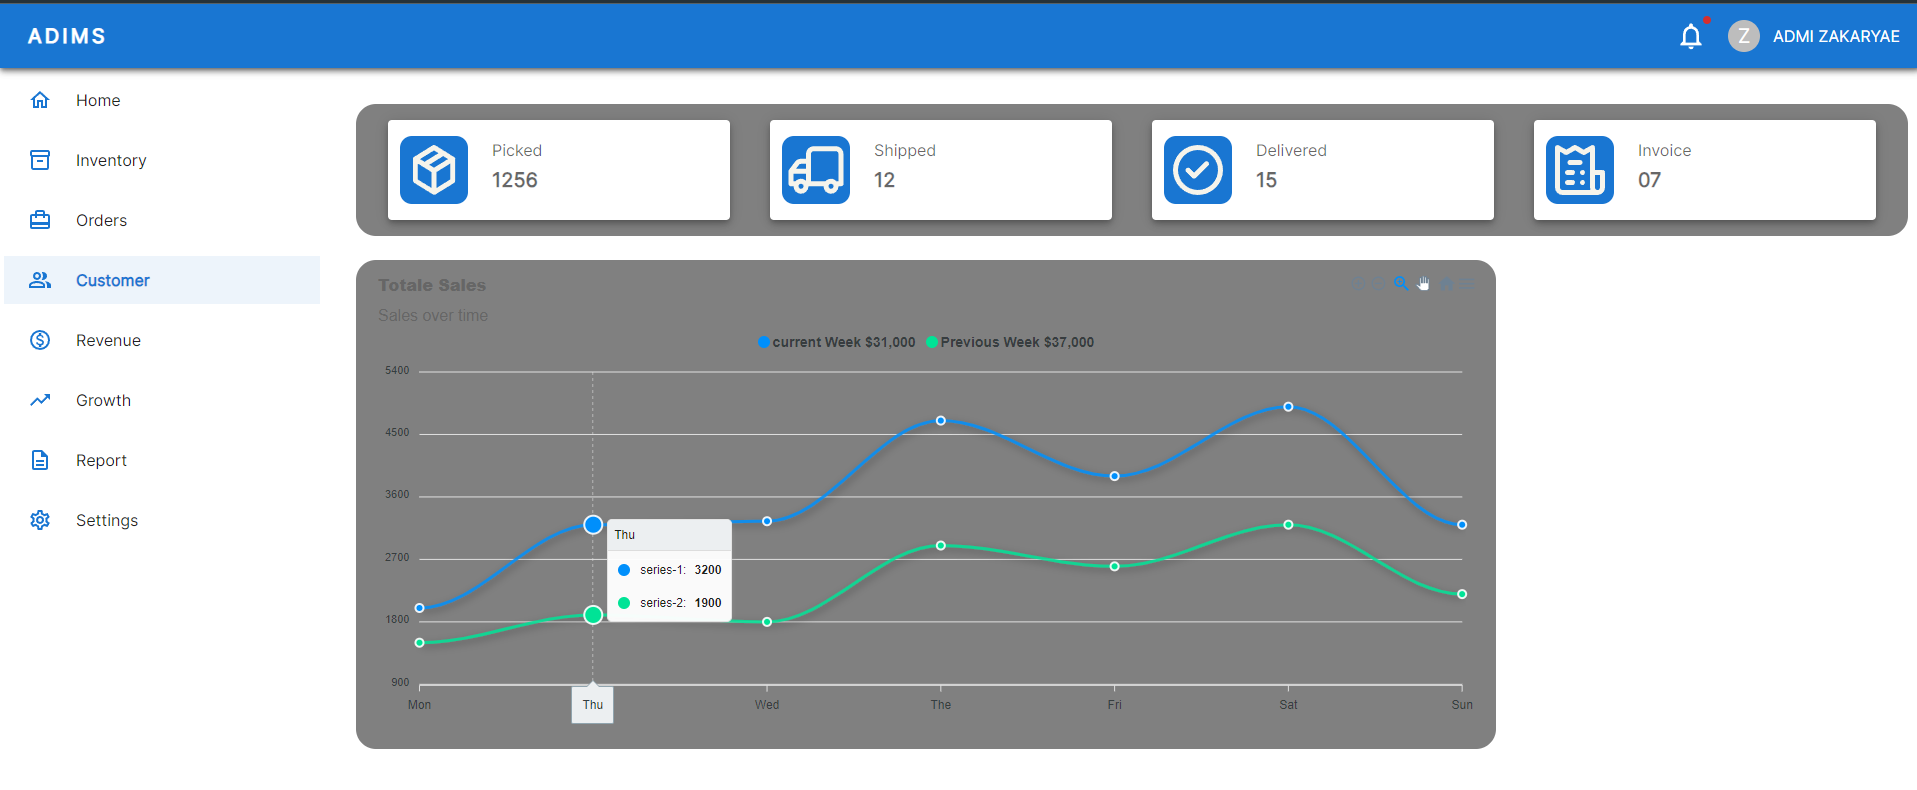 ADIMS
Z
ADMI ZAKARYAE
Home
Inventory
Orders
Customer
Revenue
Growth
Report
Settings
Picked
1256
Shipped
12
Delivered
15
Invoice
07
Totale Sales
Sales over time
current Week $31,000
Previous Week $37,000
5400
4500
3600
2700
1800
900
Thu
series-1: 3200
series-2: 1900
Mon
Thu
Wed
The
Fri
Sat
Sun